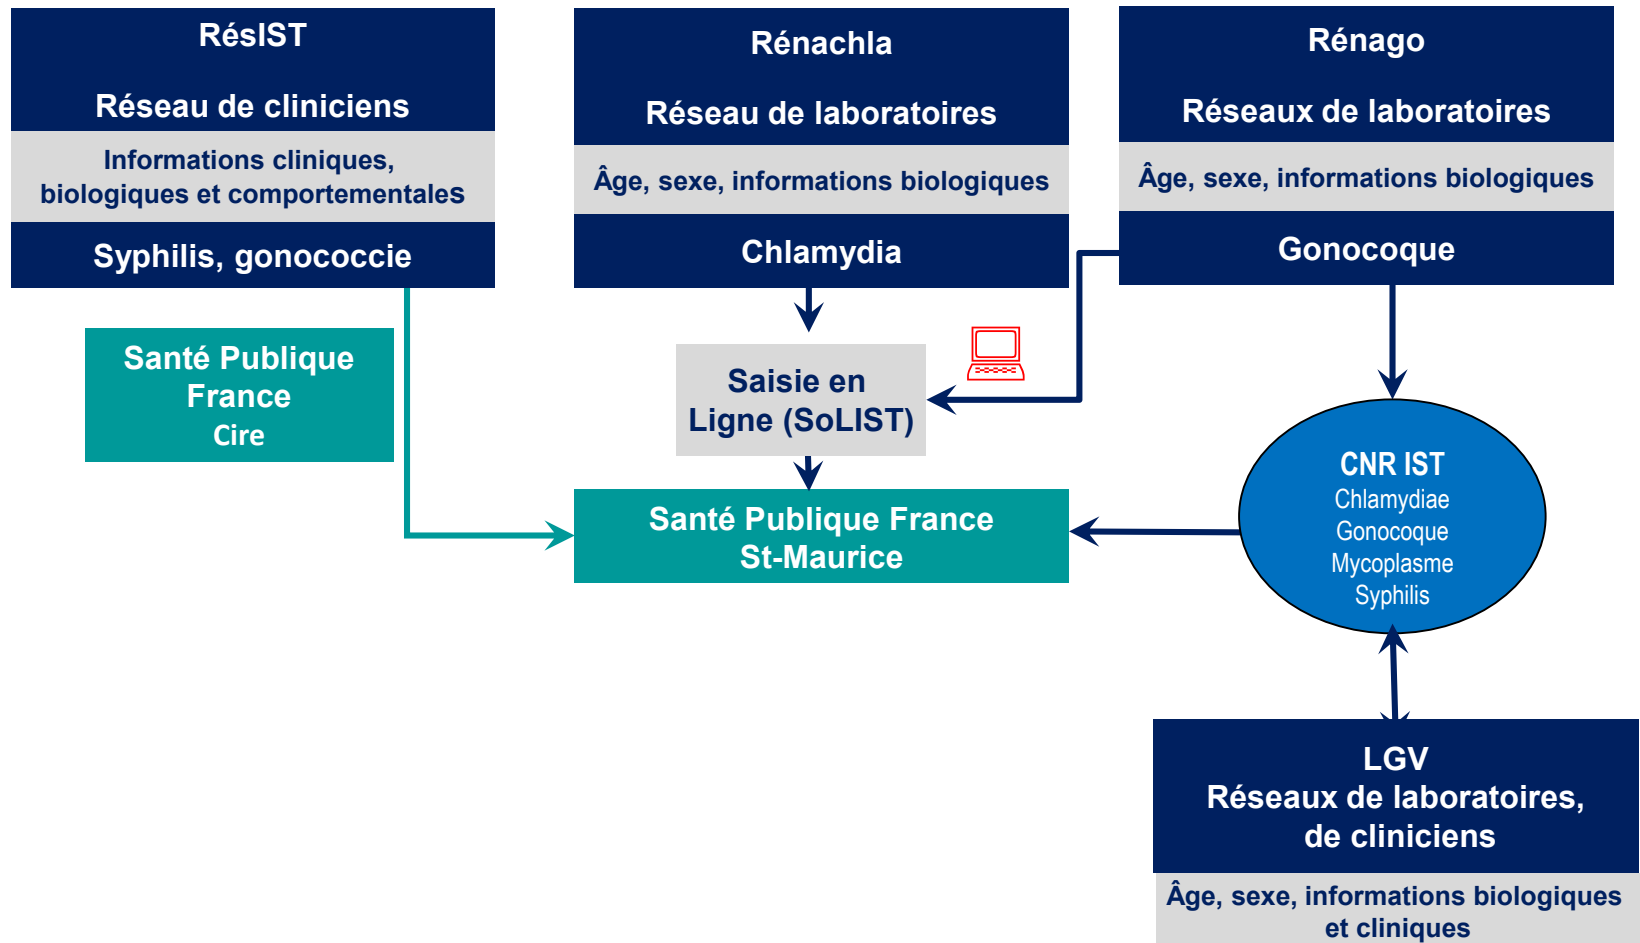 RésIST
Réseau de cliniciens
Informations cliniques,
biologiques et comportementales
Syphilis, gonococcie
Rénachla
Réseau de laboratoires
Âge, sexe, informations biologiques
Chlamydia
Rénago
Réseaux de laboratoires
Âge, sexe, informations biologiques
Gonocoque
Santé Publique
France
Cire
Saisie en
Ligne (SoLIST)
Santé Publique France
St-Maurice
CNR IST
Chlamydiae
Gonocoque
Mycoplasme
Syphilis
LGV
Réseaux de laboratoires,
de cliniciens
Âge, sexe, informations biologiques
et cliniques